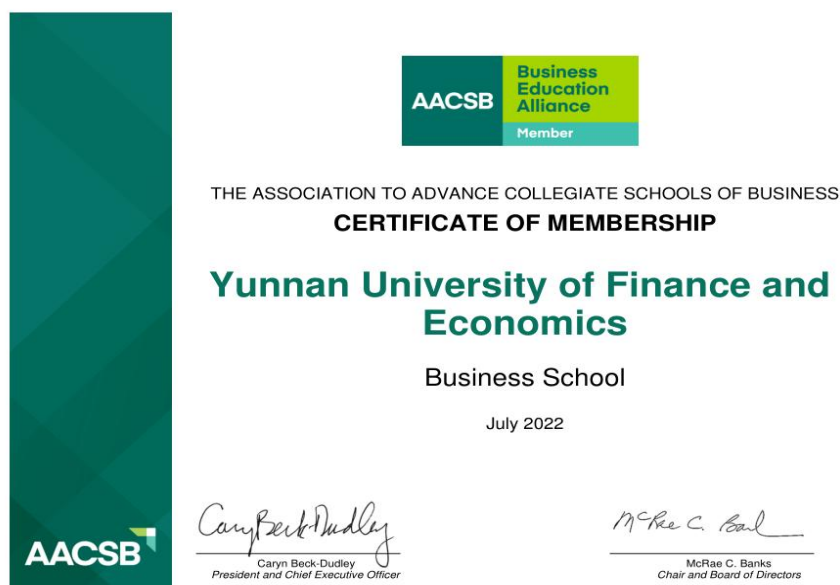 AACSB
Business
Education
Alliance
Member
THE ASSOCIATION TO ADVANCE COLLEGIATE SCHOOLS OF BUSINESS
CERTIFICATE OF MEMBERSHIP
Yunnan University of Finance and
Economics
Business School
July 2022
Caryn Beck-Dudley
McRae C. Banks
Caryn Beck-Dudley
President and Chief Executive Officer
McRae C. Banks
Chair and Board of Directors
AACSB